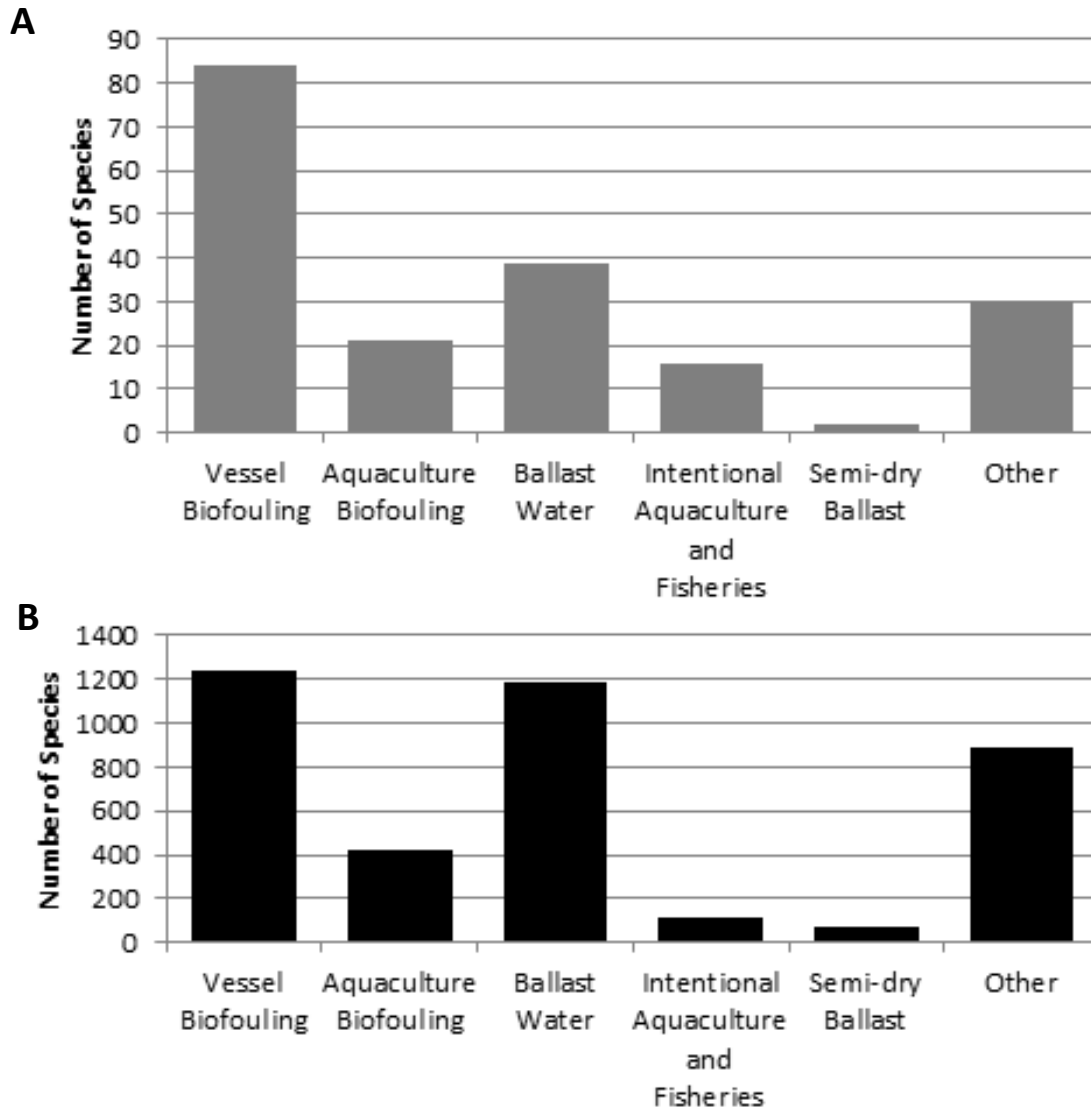 A
90
80
70
60
50
40
30
20
10
0
Number of Species
Vessel Biofouling
Aquaculture Biofouling
Ballast Water
Intentional Aquaculture and Fisheries
Semi-dry Ballast
Other
B
1400
1200
1000
800
600
400
200
0
Number of Species
Vessel Biofouling
Aquaculture Biofouling
Ballast Water
Intentional Aquaculture and Fisheries
Semi-dry Ballast
Other